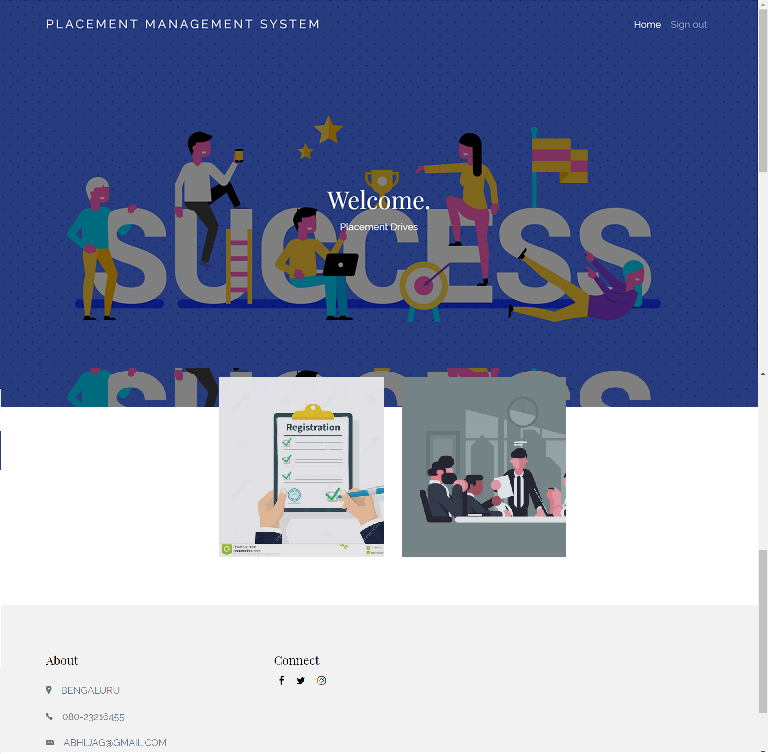 PLACEMENT MANAGEMENT SYSTEM
Home Sign out
Welcome.
Placement Drives
SUCCESS
Registration
About
Connect
BENGALURU
080-23216455
ABHIJAG@GMAIL.COM